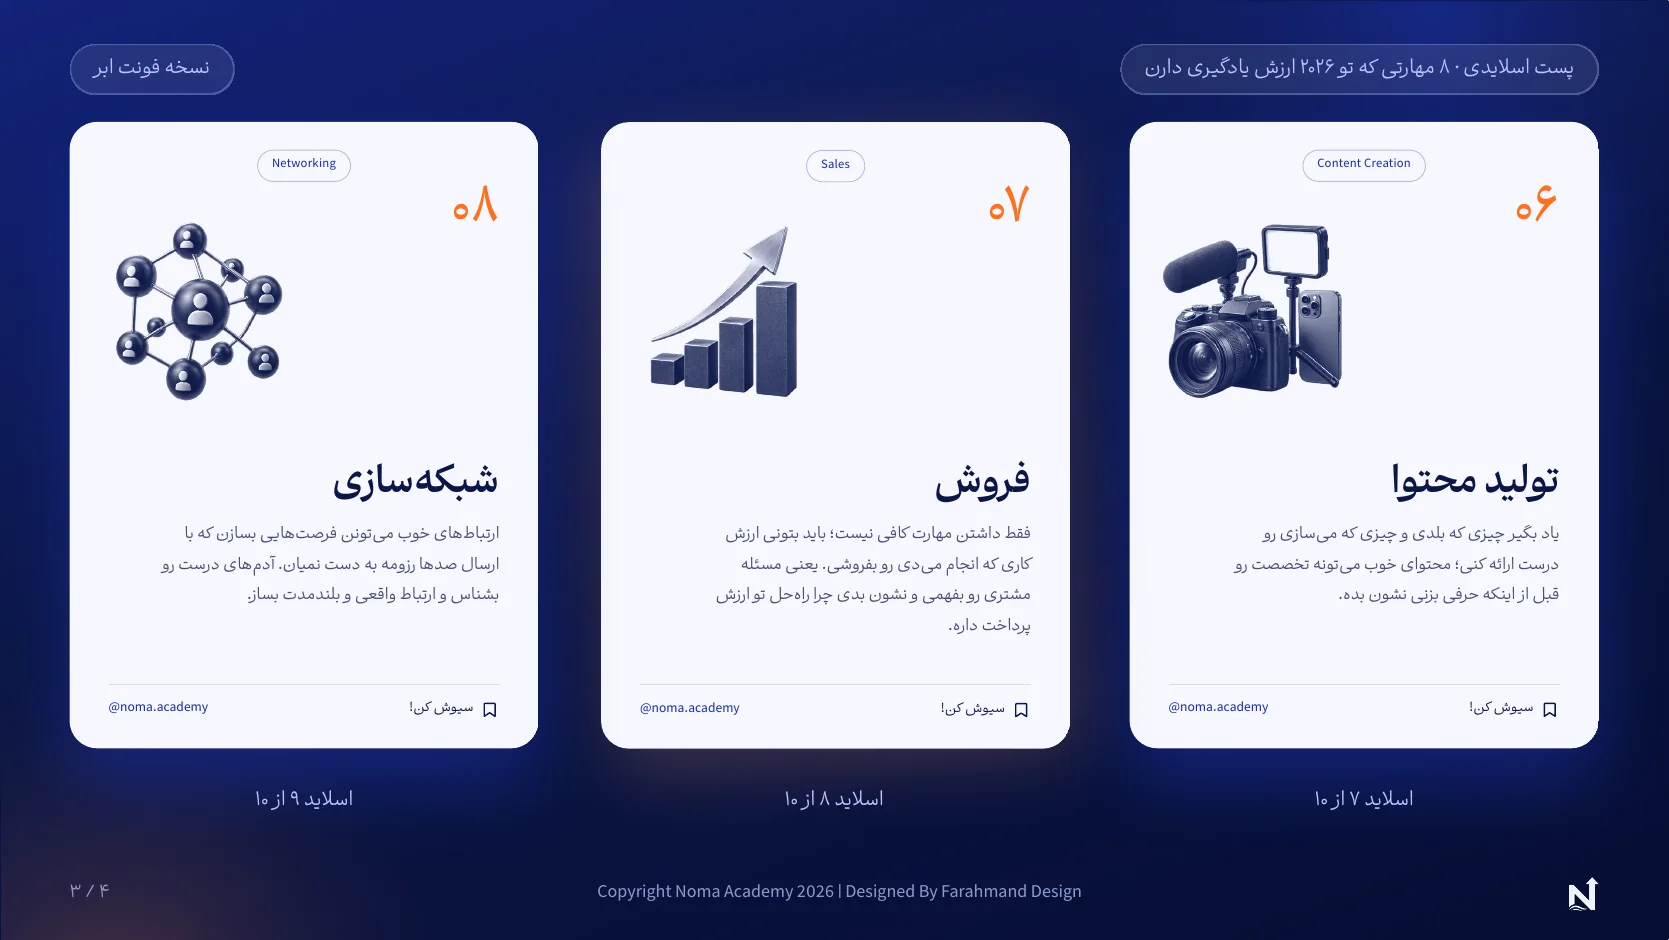 پست اسلایدی · ۸ مهارتی که تو ۲۰۲۶ ارزش یادگیری دارن
نسخه فونت ابر
Content Creation
۰۶
تولید محتوا
یاد بگیر چیزی که بلدی و چیزی که می‌سازی رو
درست ارائه کنی؛ محتوای خوب می‌تونه تخصصت رو
قبل از اینکه حرفی بزنی نشون بده.
سیوش کن!
@noma.academy
اسلاید ۷ از ۱۰
Sales
۰۷
فروش
فقط داشتن مهارت کافی نیست؛ باید بتونی ارزش
کاری که انجام می‌دی رو بفروشی. یعنی مسئله
مشتری رو بفهمی و نشون بدی چرا راه‌حل تو ارزش
پرداخت داره.
سیوش کن!
@noma.academy
اسلاید ۸ از ۱۰
Networking
۰۸
شبکه‌سازی
ارتباط‌های خوب می‌تونن فرصت‌هایی بسازن که با
ارسال صدها رزومه به دست نمیان. آدم‌های درست رو
بشناس و ارتباط واقعی و بلندمدت بساز.
سیوش کن!
@noma.academy
اسلاید ۹ از ۱۰
۳ / ۴
Copyright Noma Academy 2026 | Designed By Farahmand Design